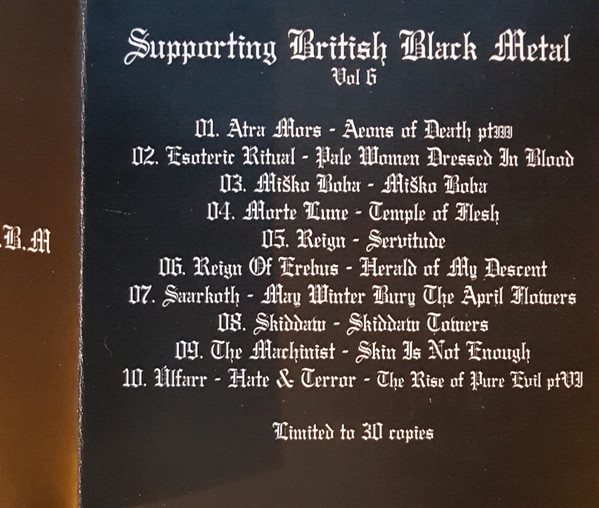 Supporting British Black Metal
Vol 6
01. Atra Mors - Aeons of Death ptIII
02. Esoteric Ritual - Pale Women Dressed In Blood
03. Miško Boba - Miško Boba
04. Morte Lune - Temple of Flesh
05. Reign - Servitude
06. Reign Of Erebus - Herald of My Descent
07. Saarkoth - May Winter Bury The April Flowers
08. Skiddaw - Skiddaw Towers
09. The Machinist - Skin Is Not Enough
10. Úlfarr - Hate & Terror - The Rise of Pure Evil ptVI
Limited to 30 copies
.B.M